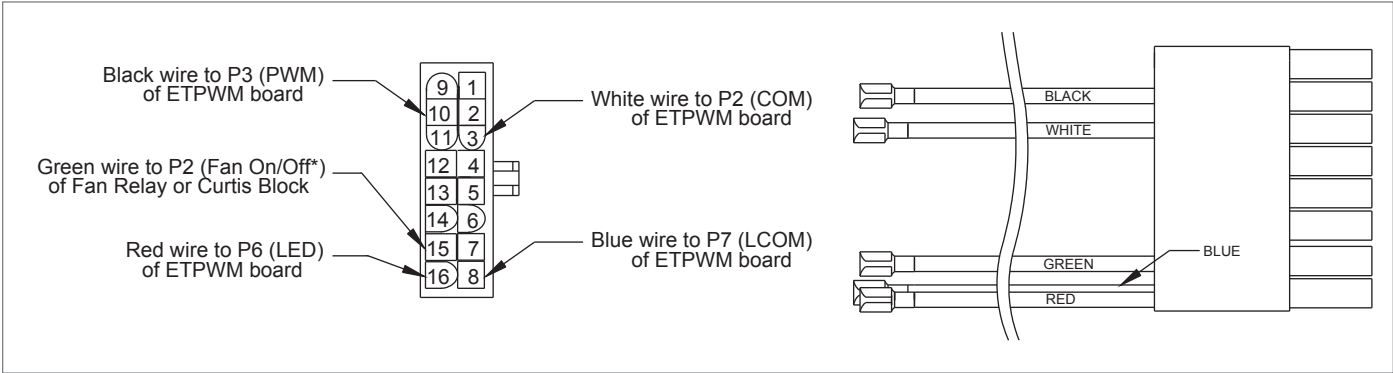 Black wire to P3 (PWM)
of ETPWM board
Green wire to P2 (Fan On/Off*)
of Fan Relay or Curtis Block
Red wire to P6 (LED)
of ETPWM board
9 1
10 2
11 3
12 4
13 5
14 6
15 7
16 8
White wire to P2 (COM)
of ETPWM board
Blue wire to P7 (LCOM)
of ETPWM board
BLACK
WHITE
GREEN
BLUE
RED